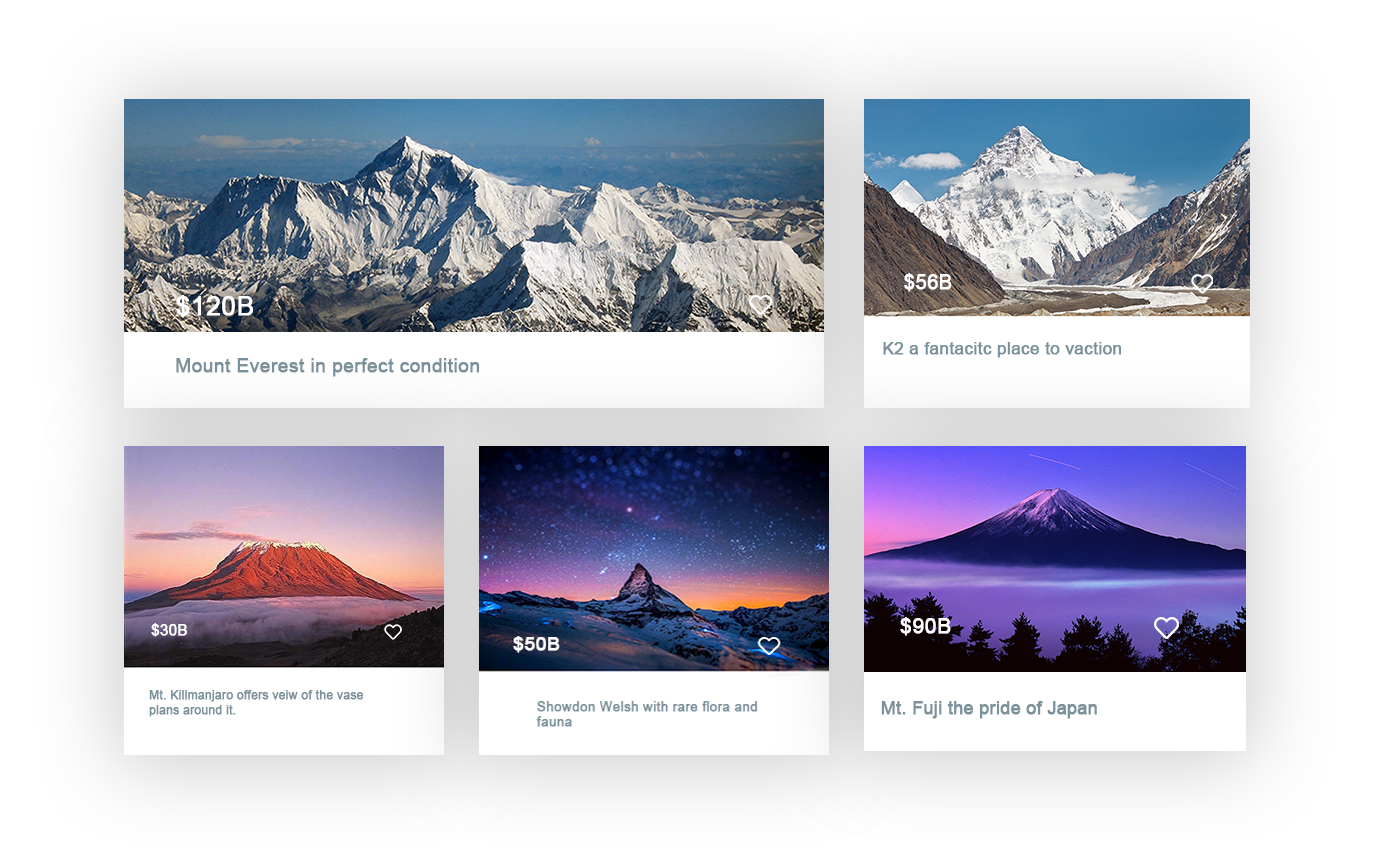 $120B
Mount Everest in perfect condition
$56B
K2 a fantacitc place to vaction
$30B
Mt. Killmanjaro offers veiw of the vase
plans around it.
$50B
Showdon Welsh with rare flora and
fauna
$90B
Mt. Fuji the pride of Japan